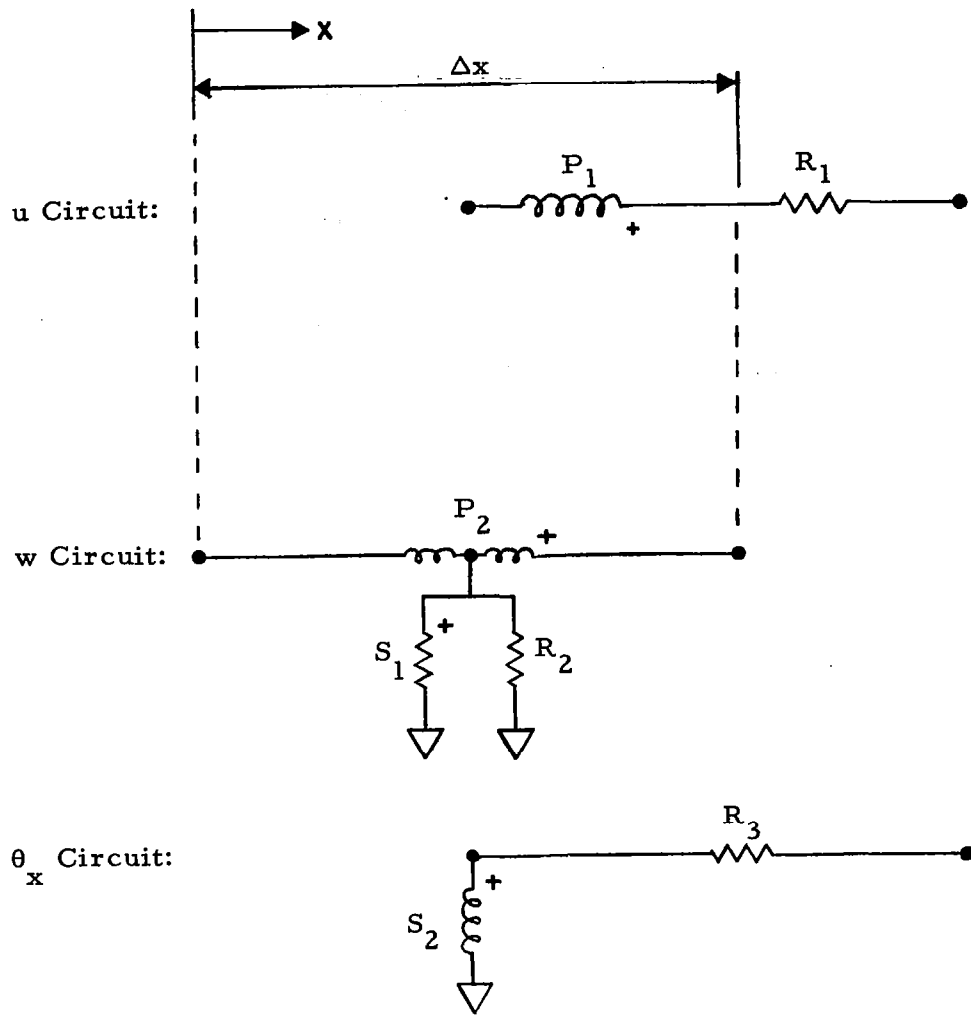 x
Δx
P1 R1
u Circuit:
+
P2
w Circuit: +
+
S1 R2
R3
θx Circuit:
+
S2